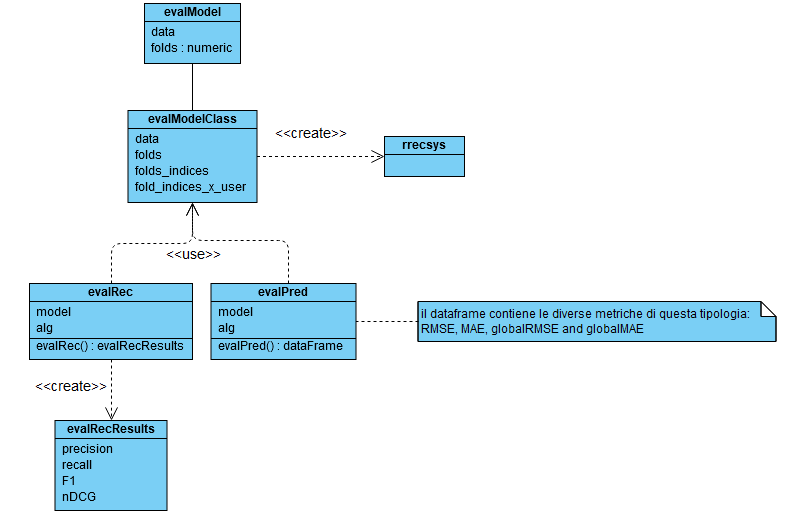 evalModel
data
folds : numeric
evalModelClass
data
folds
folds_indices
fold_indices_x_user
<<create>>
rrecsys
<<use>>
evalRec
model
alg
evalRec() : evalRecResults
evalPred
model
alg
evalPred() : dataFrame
il dataframe contiene le diverse metriche di questa tipologia:
RMSE, MAE, globalRMSE and globalMAE
<<create>>
evalRecResults
precision
recall
F1
nDCG